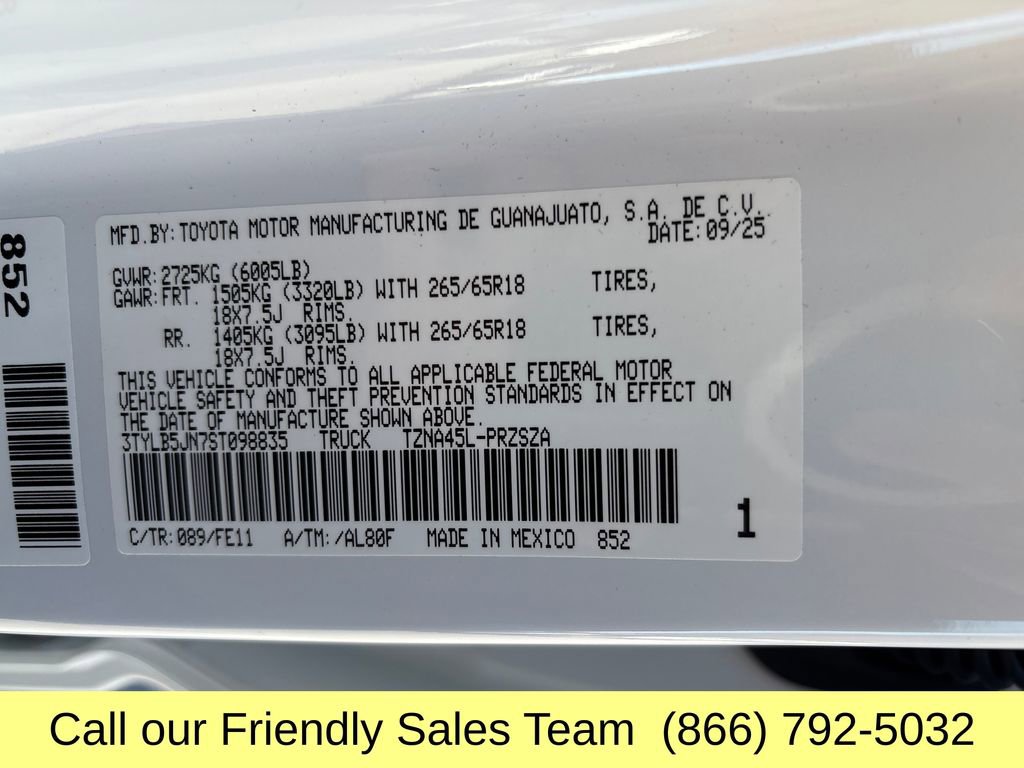 852
MFD.BY:TOYOTA MOTOR MANUFACTURING DE GUANAJUATO, S.A. DE C.V.
DATE:09/25
GVWR:2725KG (6005LB)
GAWR:FRT. 1505KG (3320LB) WITH 265/65R18 TIRES,
18X7.5J RIMS.
RR. 1405KG (3095LB) WITH 265/65R18 TIRES,
18X7.5J RIMS.
THIS VEHICLE CONFORMS TO ALL APPLICABLE FEDERAL MOTOR
VEHICLE SAFETY AND THEFT PREVENTION STANDARDS IN EFFECT ON
THE DATE OF MANUFACTURE SHOWN ABOVE.
3TYLB5JN7ST098835 TRUCK TZNA45L-PRZSZA
1
C/TR:089/FE11 A/TM:/AL80F MADE IN MEXICO 852
Call our Friendly Sales Team (866) 792-5032